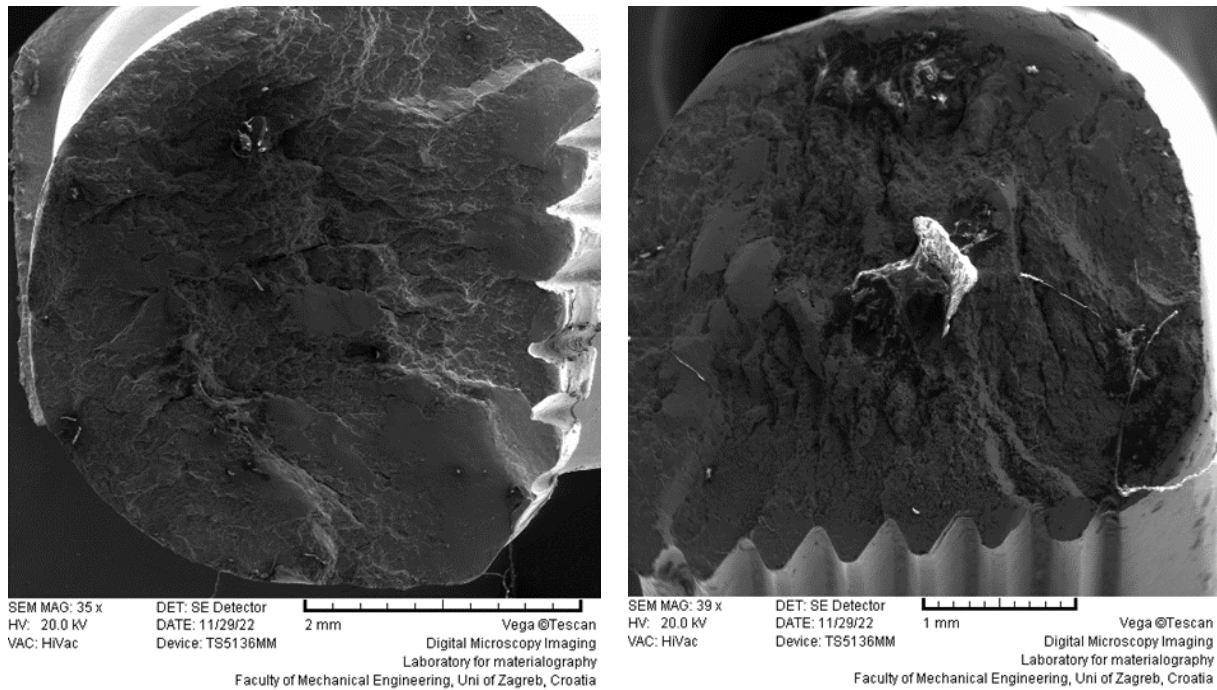 SEM MAG: 35 x DET: SE Detector
HV: 20.0 kV DATE: 11/29/22 2 mm Vega ©Tescan
VAC: HiVac Device: TS5136MM Digital Microscopy Imaging
Laboratory for materialography
Faculty of Mechanical Engineering, Uni of Zagreb, Croatia
SEM MAG: 39 x DET: SE Detector
HV: 20.0 kV DATE: 11/29/22 1 mm Vega ©Tescan
VAC: HiVac Device: TS5136MM Digital Microscopy Imaging
Laboratory for materialography
Faculty of Mechanical Engineering, Uni of Zagreb, Croatia